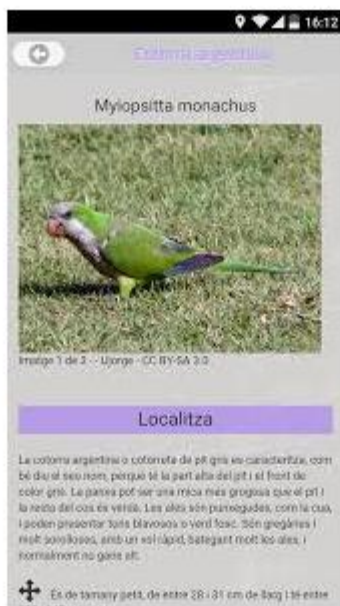 16:12
Cotorra argentina
Myiopsitta monachus
Imatge 1 de 2 - - Ujorge - CC BY-SA 3.0
Localitza
La cotorra argentina o cotorreta de pit gris es caracteritza, com
bé diu el seu nom, perquè té la part alta del pit i el front de
color gris. La panxa pot ser una mica més grogosa que el pit i
la resta del cos és verda. Les ales són punxegudes, com la cua,
i poden presentar tons blavosos o verd fosc. Són gregàries i
molt sorolloses, amb un vol ràpid, bategant molt les ales, i
normalment no gaire alt.
És de tamany petit, de entre 28 i 31 cm de llarg i té entre